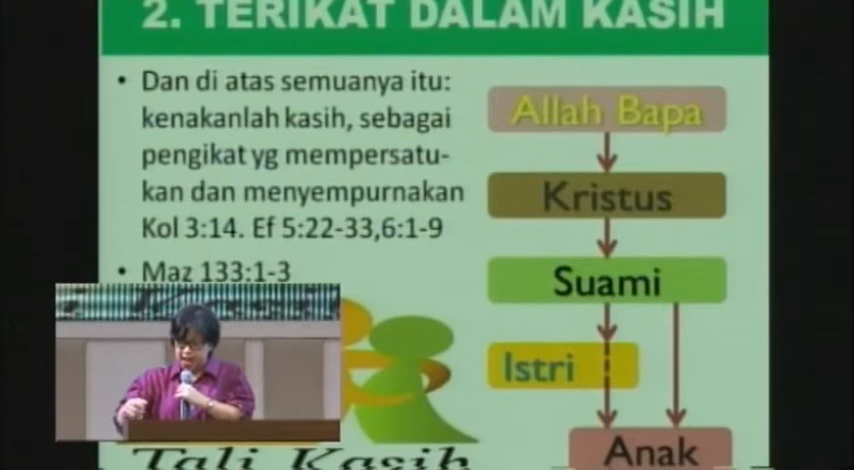 2. TERIKAT DALAM KASIH
• Dan di atas semuanya itu:
kenakanlah kasih, sebagai
pengikat yg mempersatu-
kan dan menyempurnakan
Kol 3:14. Ef 5:22-33,6:1-9
• Maz 133:1-3
Tali Kasih
Allah Bapa
Kristus
Suami
Istri
Anak